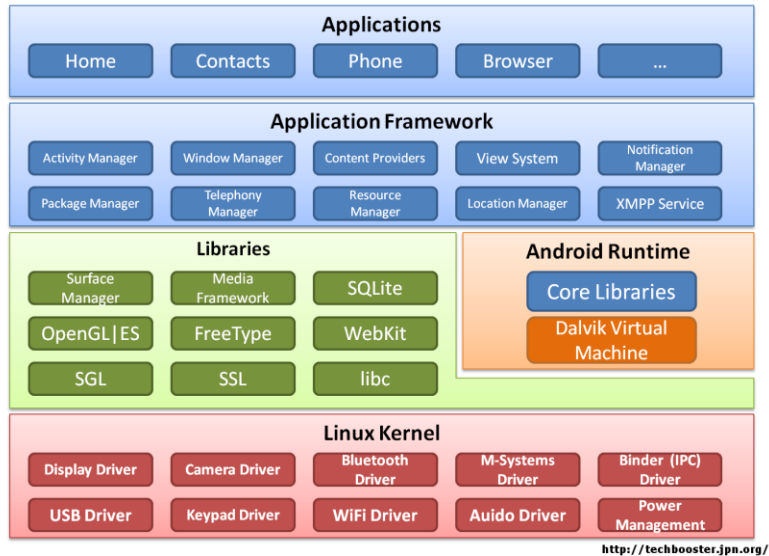 Applications
Home
Contacts
Phone
Browser
...
Application Framework
Activity Manager
Window Manager
Content Providers
View System
Notification
Manager
Package Manager
Telephony
Manager
Resource
Manager
Location Manager
XMPP Service
Libraries
Surface
Manager
Media
Framework
SQLite
OpenGL|ES
FreeType
WebKit
SGL
SSL
libc
Android Runtime
Core Libraries
Dalvik Virtual
Machine
Linux Kernel
Display Driver
Camera Driver
Bluetooth
Driver
M-Systems
Driver
Binder (IPC)
Driver
USB Driver
Keypad Driver
WiFi Driver
Auido Driver
Power
Management
http://techbooster.jpn.org/